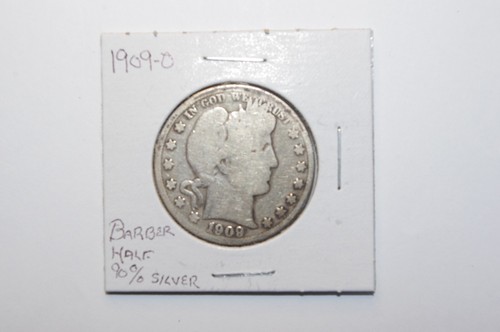 1909-O
IN GOD WE TRUST
1909
BARBER
HALF
90% SILVER